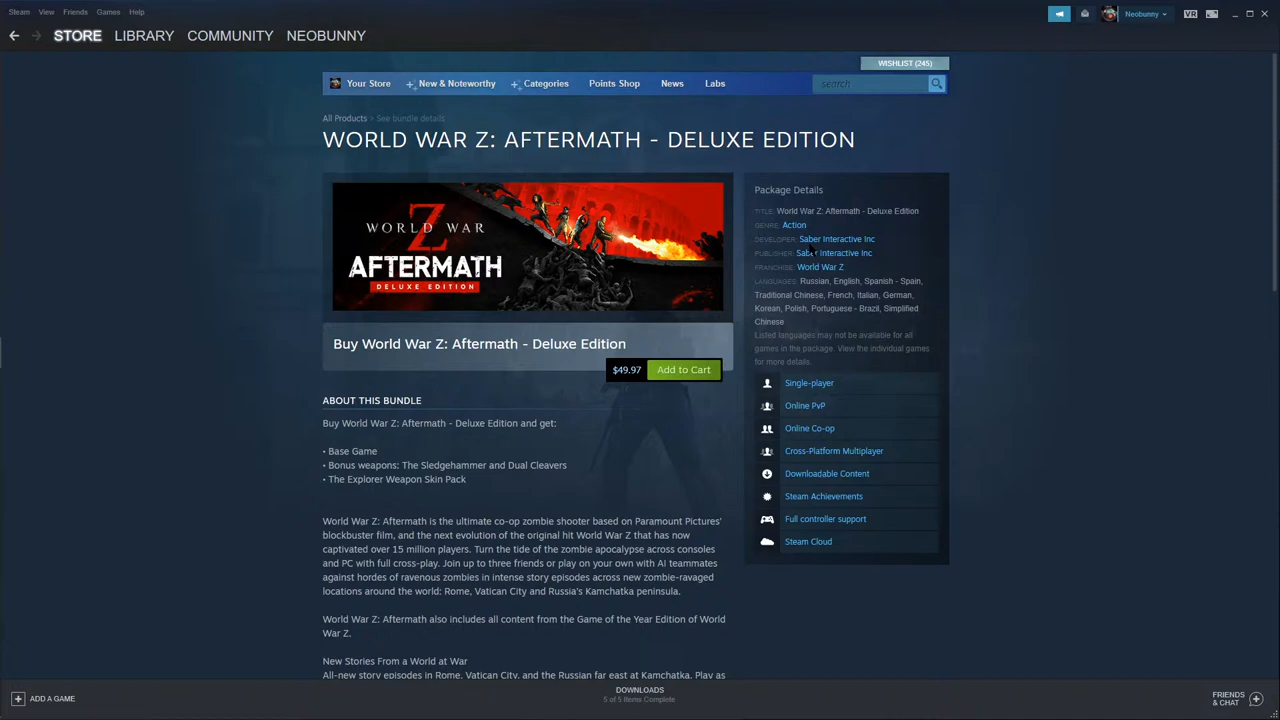 Steam View Friends Games Help
Neobunny
VR
STORE LIBRARY COMMUNITY NEOBUNNY
WISHLIST (245)
Your Store New & Noteworthy Categories Points Shop News Labs
search
All Products > See bundle details
WORLD WAR Z: AFTERMATH - DELUXE EDITION
WORLD WAR
Z
AFTERMATH
DELUXE EDITION
Buy World War Z: Aftermath - Deluxe Edition
$49.97 Add to Cart
ABOUT THIS BUNDLE
Buy World War Z: Aftermath - Deluxe Edition and get:
• Base Game
• Bonus weapons: The Sledgehammer and Dual Cleavers
• The Explorer Weapon Skin Pack
World War Z: Aftermath is the ultimate co-op zombie shooter based on Paramount Pictures'
blockbuster film, and the next evolution of the original hit World War Z that has now
captivated over 15 million players. Turn the tide of the zombie apocalypse across consoles
and PC with full cross-play. Join up to three friends or play on your own with AI teammates
against hordes of ravenous zombies in intense story episodes across new zombie-ravaged
locations around the world: Rome, Vatican City and Russia's Kamchatka peninsula.
World War Z: Aftermath also includes all content from the Game of the Year Edition of World
War Z.
New Stories From a World at War
All-new story episodes in Rome, Vatican City, and the Russian far east at Kamchatka. Play as
Package Details
TITLE: World War Z: Aftermath - Deluxe Edition
GENRE: Action
DEVELOPER: Saber Interactive Inc
PUBLISHER: Saber Interactive Inc
FRANCHISE: World War Z
LANGUAGES: Russian, English, Spanish - Spain,
Traditional Chinese, French, Italian, German,
Korean, Polish, Portuguese - Brazil, Simplified
Chinese
Listed languages may not be available for all
games in the package. View the individual games
for more details.
Single-player
Online PvP
Online Co-op
Cross-Platform Multiplayer
Downloadable Content
Steam Achievements
Full controller support
Steam Cloud
ADD A GAME
DOWNLOADS
5 of 5 Items Complete
FRIENDS
& CHAT